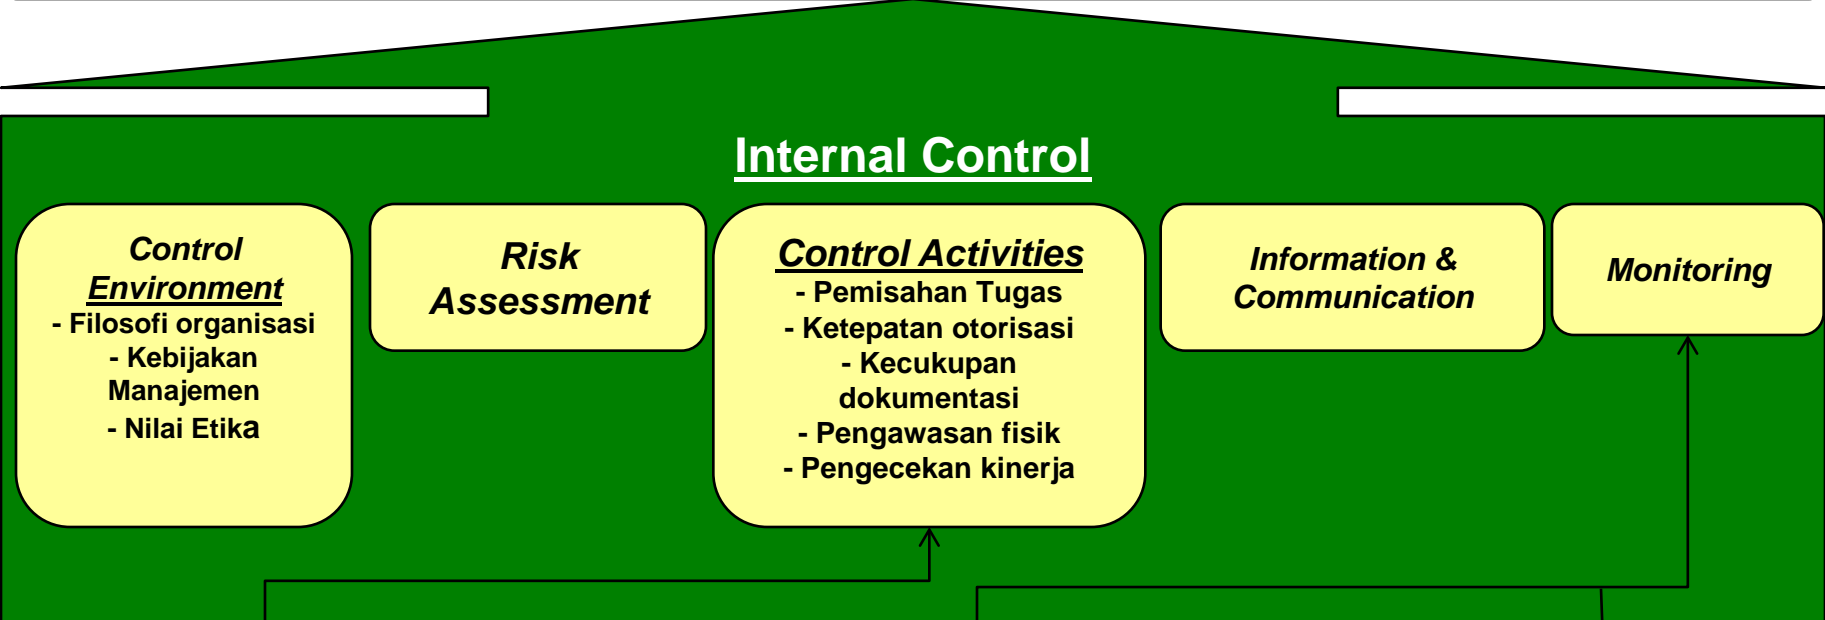 Internal Control
Control
Environment
- Filosofi organisasi
- Kebijakan
Manajemen
- Nilai Etika
Risk
Assessment
Control Activities
- Pemisahan Tugas
- Ketepatan otorisasi
- Kecukupan
dokumentasi
- Pengawasan fisik
- Pengecekan kinerja
Information &
Communication
Monitoring